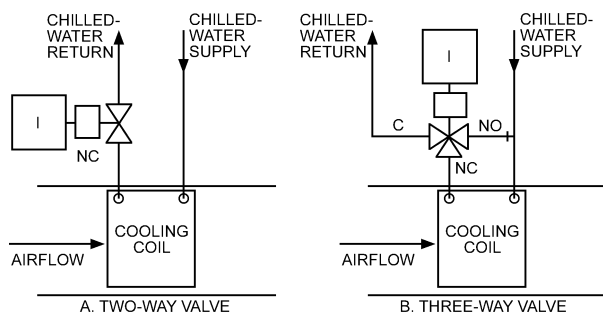 CHILLED-
WATER
RETURN
CHILLED-
WATER
SUPPLY
I
NC
COOLING
COIL
AIRFLOW
A. TWO-WAY VALVE
CHILLED-
WATER
RETURN
CHILLED-
WATER
SUPPLY
I
C
NO
NC
COOLING
COIL
AIRFLOW
B. THREE-WAY VALVE